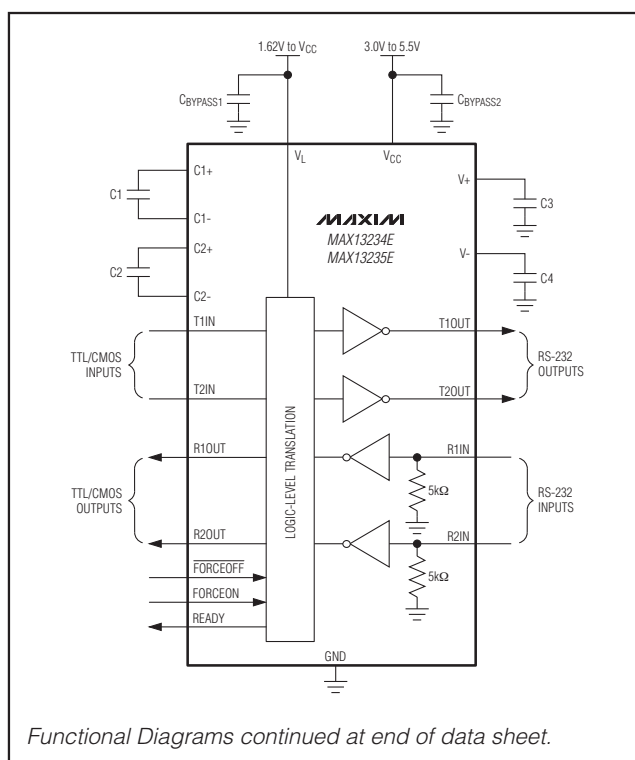 1.62V to VCC
3.0V to 5.5V
CBYPASS1
CBYPASS2
VL
VCC
C1+
C1
C1-
C2+
C2
C2-
V+
C3
V-
C4
MAXIM
MAX13234E
MAX13235E
T1IN
T1OUT
TTL/CMOS
INPUTS
RS-232
OUTPUTS
T2IN
T2OUT
LOGIC-LEVEL TRANSLATION
R1OUT
R1IN
5kΩ
TTL/CMOS
OUTPUTS
RS-232
INPUTS
R2OUT
R2IN
5kΩ
FORCEOFF
FORCEON
READY
GND
Functional Diagrams continued at end of data sheet.